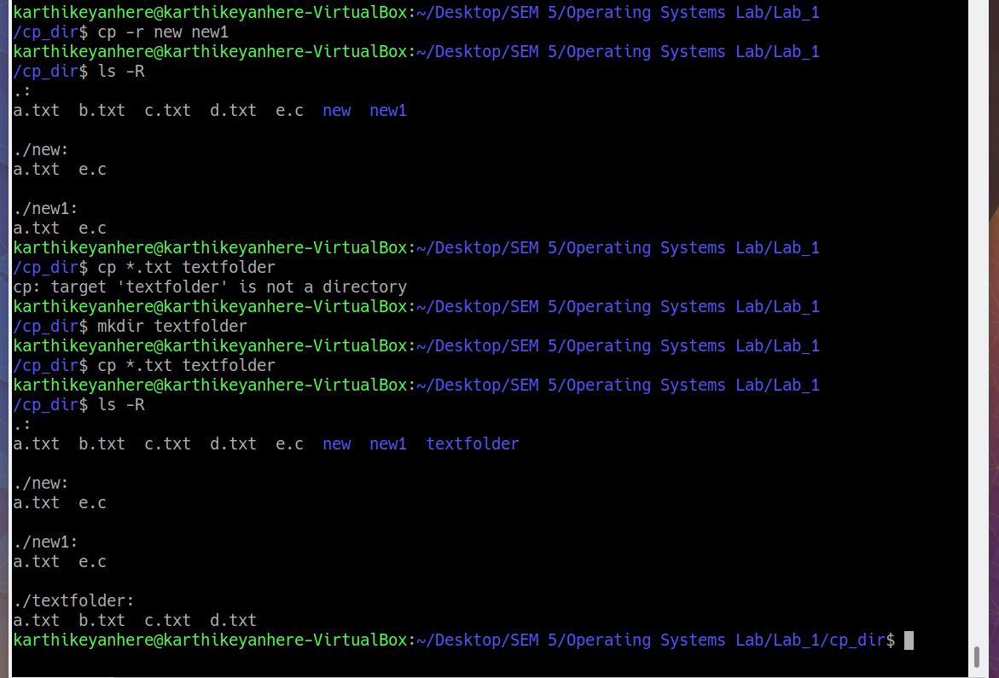 karthikeyanhere@karthikeyanhere-VirtualBox:~/Desktop/SEM 5/Operating Systems Lab/Lab_1
/cp_dir$ cp -r new new1
karthikeyanhere@karthikeyanhere-VirtualBox:~/Desktop/SEM 5/Operating Systems Lab/Lab_1
/cp_dir$ ls -R
.:
a.txt  b.txt  c.txt  d.txt  e.c  new  new1
./new:
a.txt  e.c
./new1:
a.txt  e.c
karthikeyanhere@karthikeyanhere-VirtualBox:~/Desktop/SEM 5/Operating Systems Lab/Lab_1
/cp_dir$ cp *.txt textfolder
cp: target 'textfolder' is not a directory
karthikeyanhere@karthikeyanhere-VirtualBox:~/Desktop/SEM 5/Operating Systems Lab/Lab_1
/cp_dir$ mkdir textfolder
karthikeyanhere@karthikeyanhere-VirtualBox:~/Desktop/SEM 5/Operating Systems Lab/Lab_1
/cp_dir$ cp *.txt textfolder
karthikeyanhere@karthikeyanhere-VirtualBox:~/Desktop/SEM 5/Operating Systems Lab/Lab_1
/cp_dir$ ls -R
.:
a.txt  b.txt  c.txt  d.txt  e.c  new  new1  textfolder
./new:
a.txt  e.c
./new1:
a.txt  e.c
./textfolder:
a.txt  b.txt  c.txt  d.txt
karthikeyanhere@karthikeyanhere-VirtualBox:~/Desktop/SEM 5/Operating Systems Lab/Lab_1/cp_dir$